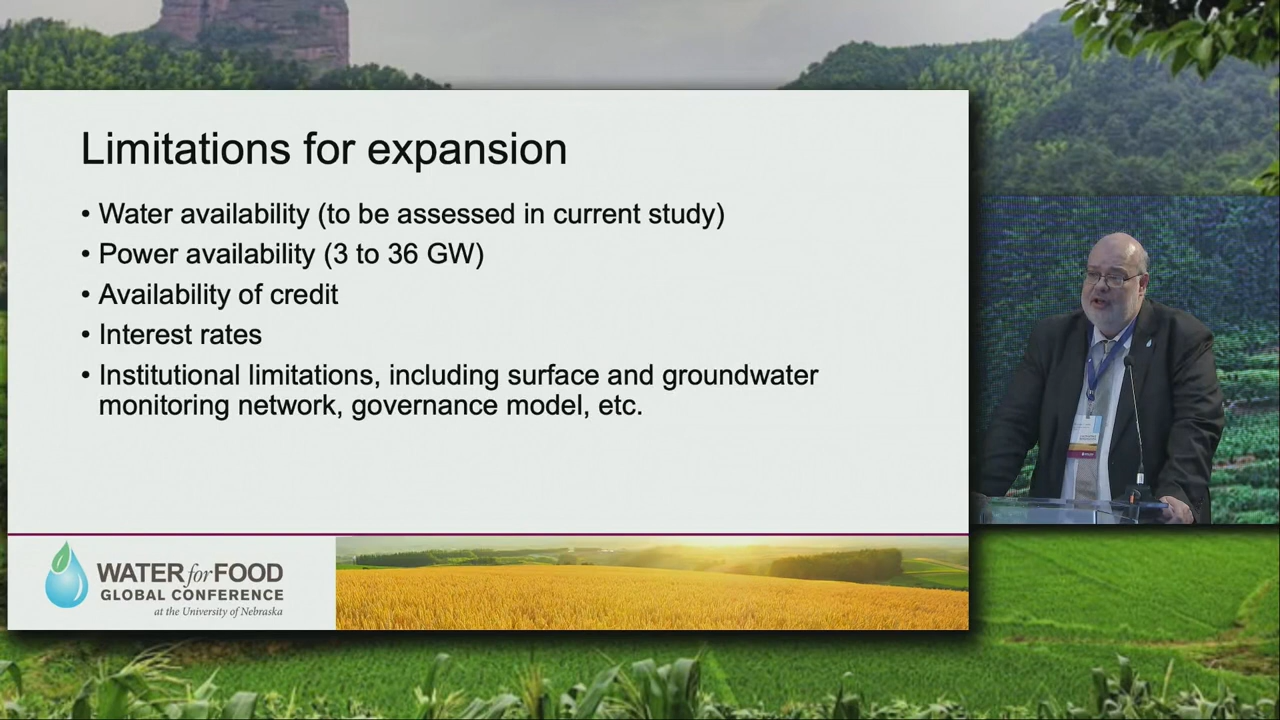 Limitations for expansion
• Water availability (to be assessed in current study)
• Power availability (3 to 36 GW)
• Availability of credit
• Interest rates
• Institutional limitations, including surface and groundwater
monitoring network, governance model, etc.
WATER for FOOD
GLOBAL CONFERENCE
at the University of Nebraska